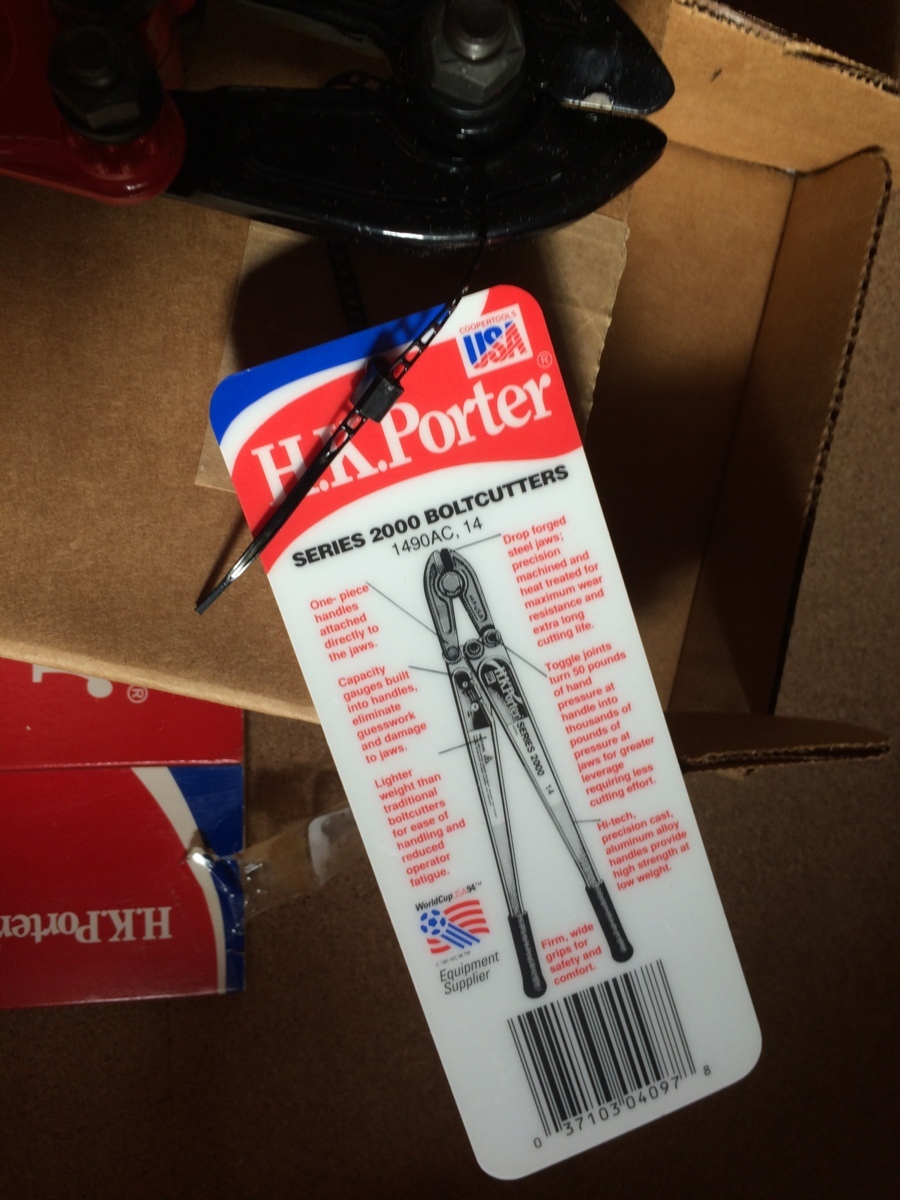 COOPERTOOLS
USA
®
H.K.Porter
SERIES 2000 BOLTCUTTERS
1490AC, 14
One- piece
handles
attached
directly to
the jaws.
Capacity
gauges built
into handles,
eliminate
guesswork
and damage
to jaws.
Lighter
weight than
traditional
boltcutters
for ease of
handling and
reduced
operator
fatigue.
Drop forged
steel jaws;
precision
machined and
heat treated for
maximum wear
resistance and
extra long
cutting life.
Toggle joints
turn 50 pounds
of hand
pressure at
handle into
thousands of
pounds of
pressure at
jaws for greater
leverage
requiring less
cutting effort.
Hi-tech,
precision cast,
aluminum alloy
handles provide
high strength at
low weight.
H.K.Porter SERIES 2000 14
WorldCupUSA94™
Equipment
Supplier
Firm, wide
grips for
safety and
comfort.
0 37103 04097 8
®
H.K.Porter